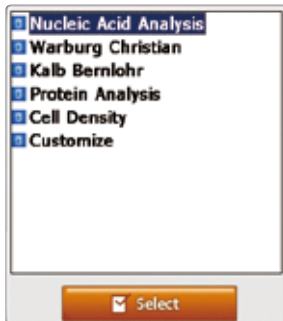 Nucleic Acid Analysis
Warburg Christian
Kalb Bernlohr
Protein Analysis
Cell Density
Customize
Select